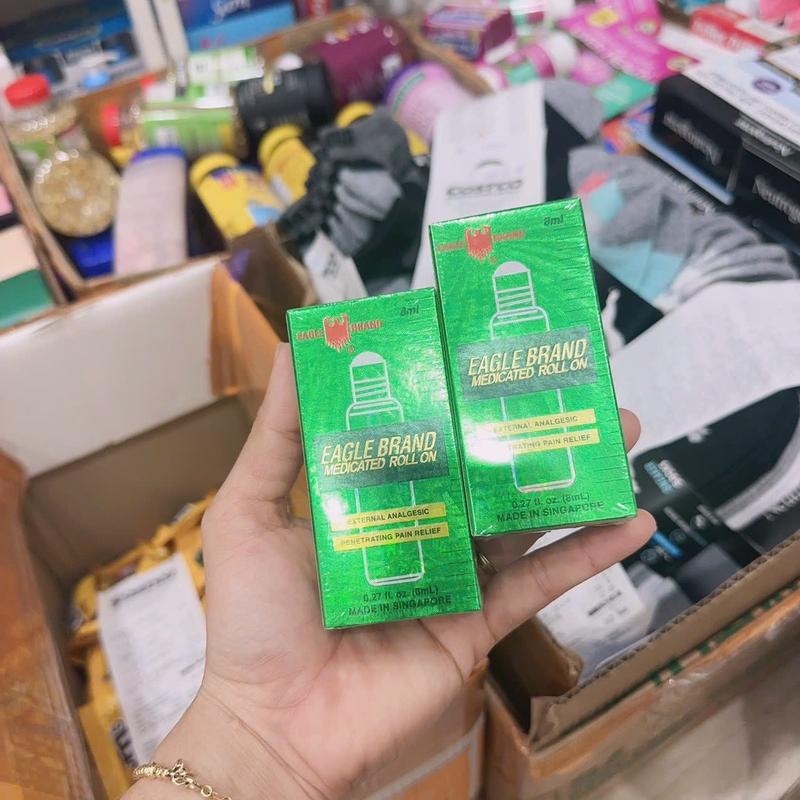 8ml
EAGLE BRAND
EAGLE BRAND
MEDICATED ROLL ON
EXTERNAL ANALGESIC
PENETRATING PAIN RELIEF
0.27 fl. oz. (8mL)
MADE IN SINGAPORE
8ml
EAGLE BRAND
EAGLE BRAND
MEDICATED ROLL ON
EXTERNAL ANALGESIC
TRATING PAIN RELIEF
0.27 fl. oz. (8mL)
MADE IN SINGAPORE
COSTCO
Neutrogena
Neutrog